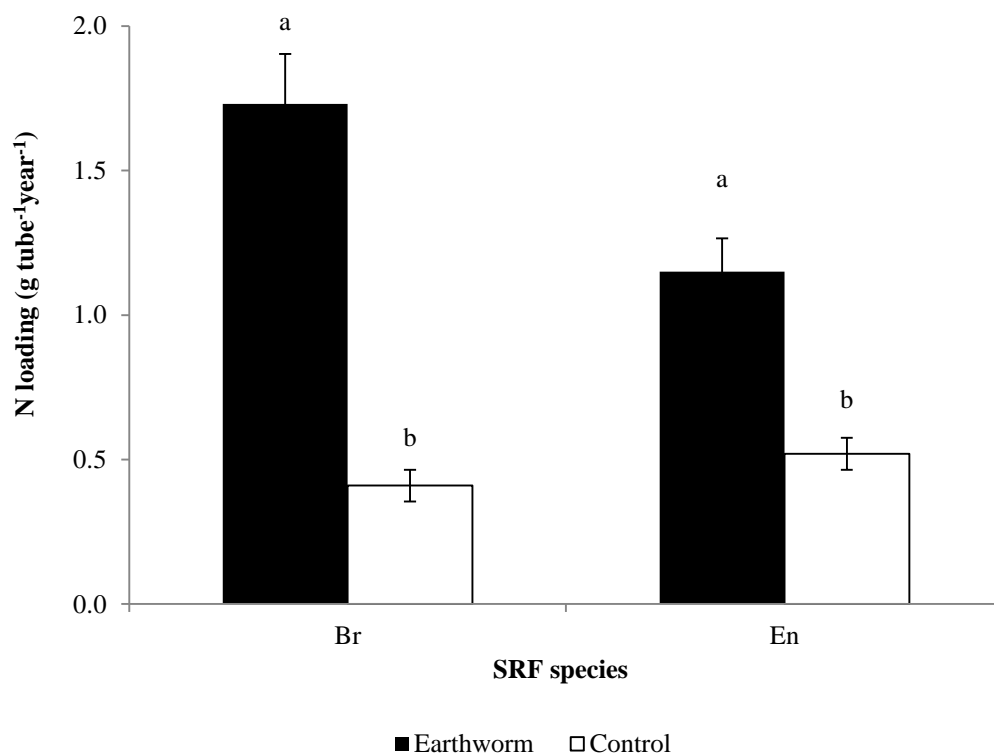 N loading (g tube⁻¹year⁻¹)
2.0
1.5
1.0
0.5
0.0
a
b
a
b
Br
En
SRF species
Earthworm
Control